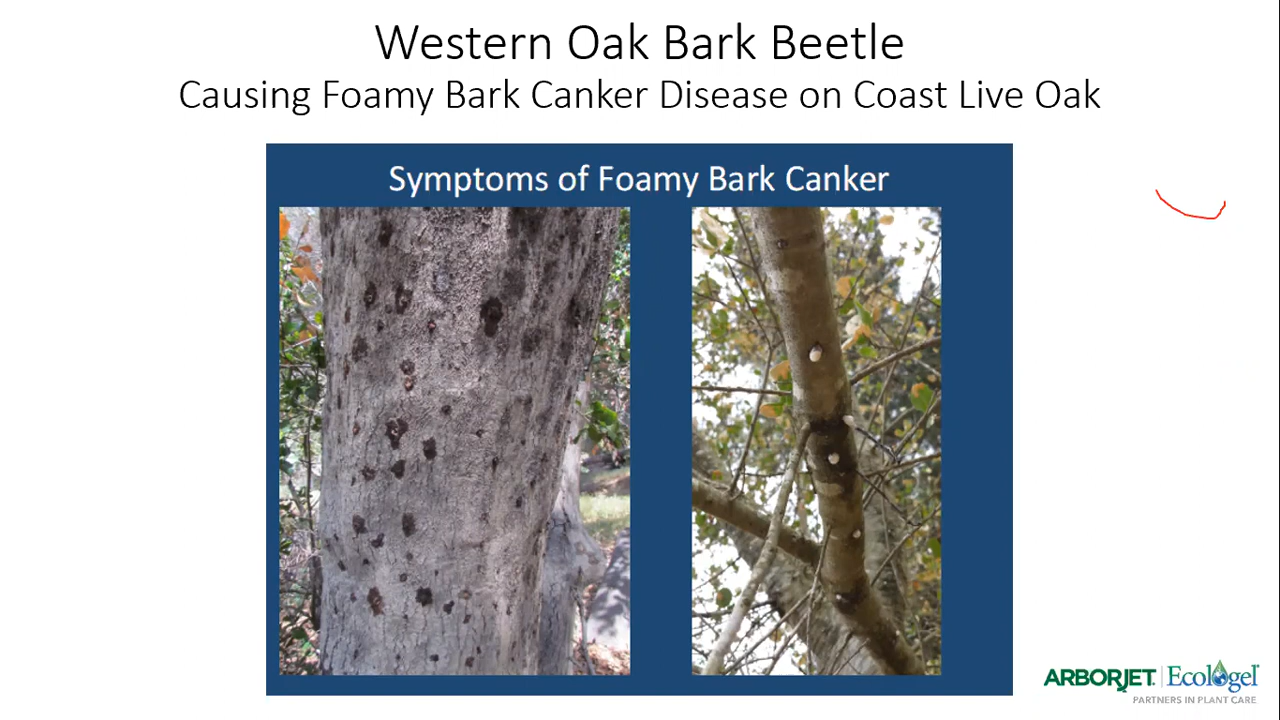 Western Oak Bark Beetle
Causing Foamy Bark Canker Disease on Coast Live Oak
Symptoms of Foamy Bark Canker
ARBORJET Ecologel
PARTNERS IN PLANT CARE